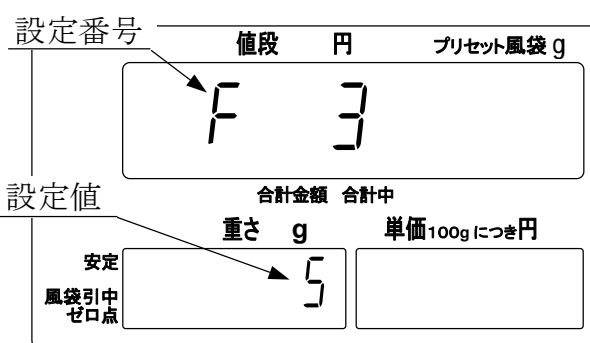 設定番号
値段 円 プリセット風袋 g
F 3
合計金額 合計中
設定値
重さ g 単価100gにつき円
安定
5
風袋引中
ゼロ点